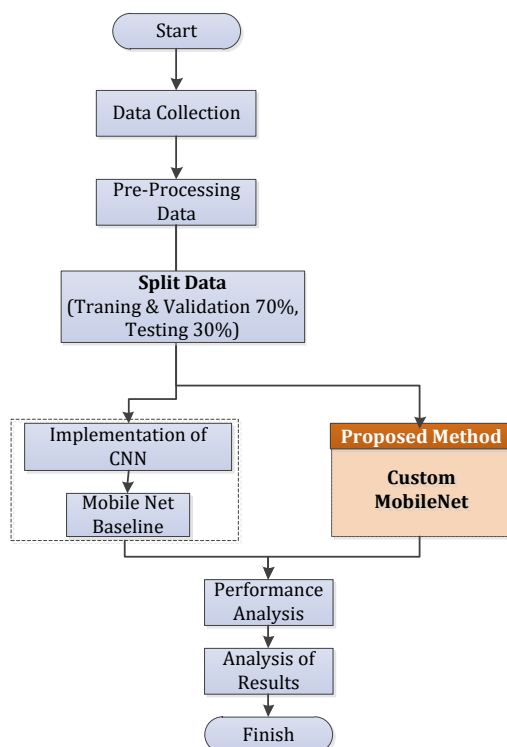 Start
Data Collection
Pre-Processing
Data
Split Data
(Traning & Validation 70%,
Testing 30%)
Implementation of
CNN
Mobile Net
Baseline
Proposed Method
Custom
MobileNet
Performance
Analysis
Analysis of
Results
Finish